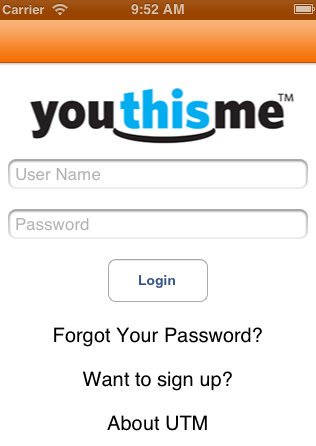 Carrier 9:52 AM
youthisme™
User Name
Password
Login
Forgot Your Password?
Want to sign up?
About UTM